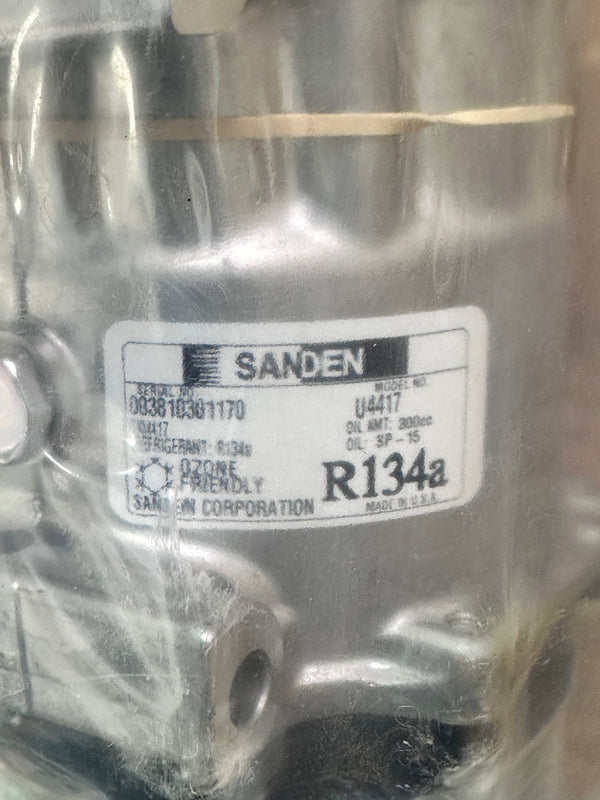 SANDEN
SERIAL NO. MODEL NO.
003810301170 U4417
U4417 OIL AMT: 300cc
REFRIGERANT: R134a OIL: SP-15
OZONE
FRIENDLY R134a
SANDEN CORPORATION MADE IN U.S.A.